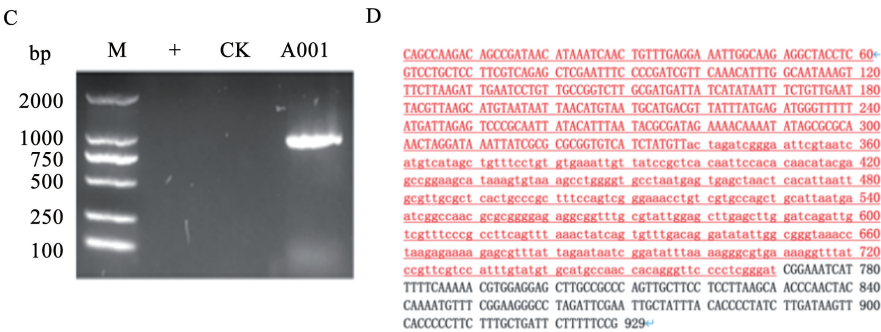 C
D
bp
M + CK A001
2000
1000
750
500
250
100
CAGCCAAGAC AGCCGATAAC ATAAATCAAC TGTTTGAGGA AATTGGCAAG AGGCTACCTC 60↵
GTCCTGCTCC TTCGTCAGAG CTCGAATTTC CCCGATCGTT CAAACATTTG GCAATAAAGT 120
TTCTTAAGAT TGAATCCTGT TGCCGGTCTT GCGATGATTA TCATATAATT TCTGTTGAAT 180
TACGTTAAGC ATGTAATAAT TAACATGTAA TGCATGACGT TATTTATGAG ATGGGTTTTT 240
ATGATTAGAG TCCCGCAATT ATACATTTAA TACGCGATAG AAAACAAAAT ATAGCGCGCA 300
AACTAGGATA AATTATCGCG CGCGGTGTCA TCTATGTTac tagatcggga attcgtaatc 360
atgtcatagc tgtttcctgt gtgaaattgt tatccgctca caattccaca caacatacga 420
gccggaagca taaagtgtaa agcctggggt gcctaatgag tgagctaact cacattaatt 480
gcgttgcgct cactgcccgc tttccagtcg ggaaacctgt cgtgccagct gcattaatga 540
atcggccaac gcgcggggag aggcggtttg cgtattggag cttgagcttg gatcagattg 600
tcgtttcccg ccttcagttt aaactatcag tgtttgacag gatatattgg cgggtaaacc 660
taagagaaaa gagcgtttat tagaataatc ggatatttaa aagggcgtga aaaggtttat 720
ccgttcgtcc atttgtatgt gcatgccaac cacagggttc ccctcgggat CGGAAATCAT 780
TTTTCAAAAA CGTGGAGGAG CTTGCCGCCC AGTTGCTTCC TCCTTAAGCA ACCCAACTAC 840
CAAAATGTTT CGGAAGGGCC TAGATTCGAA TTGCTATTTA CACCCCTATC TTGATAAGTT 900
CACCCCCTTC TTTGCTGATT CTTTTTCCG 929↵